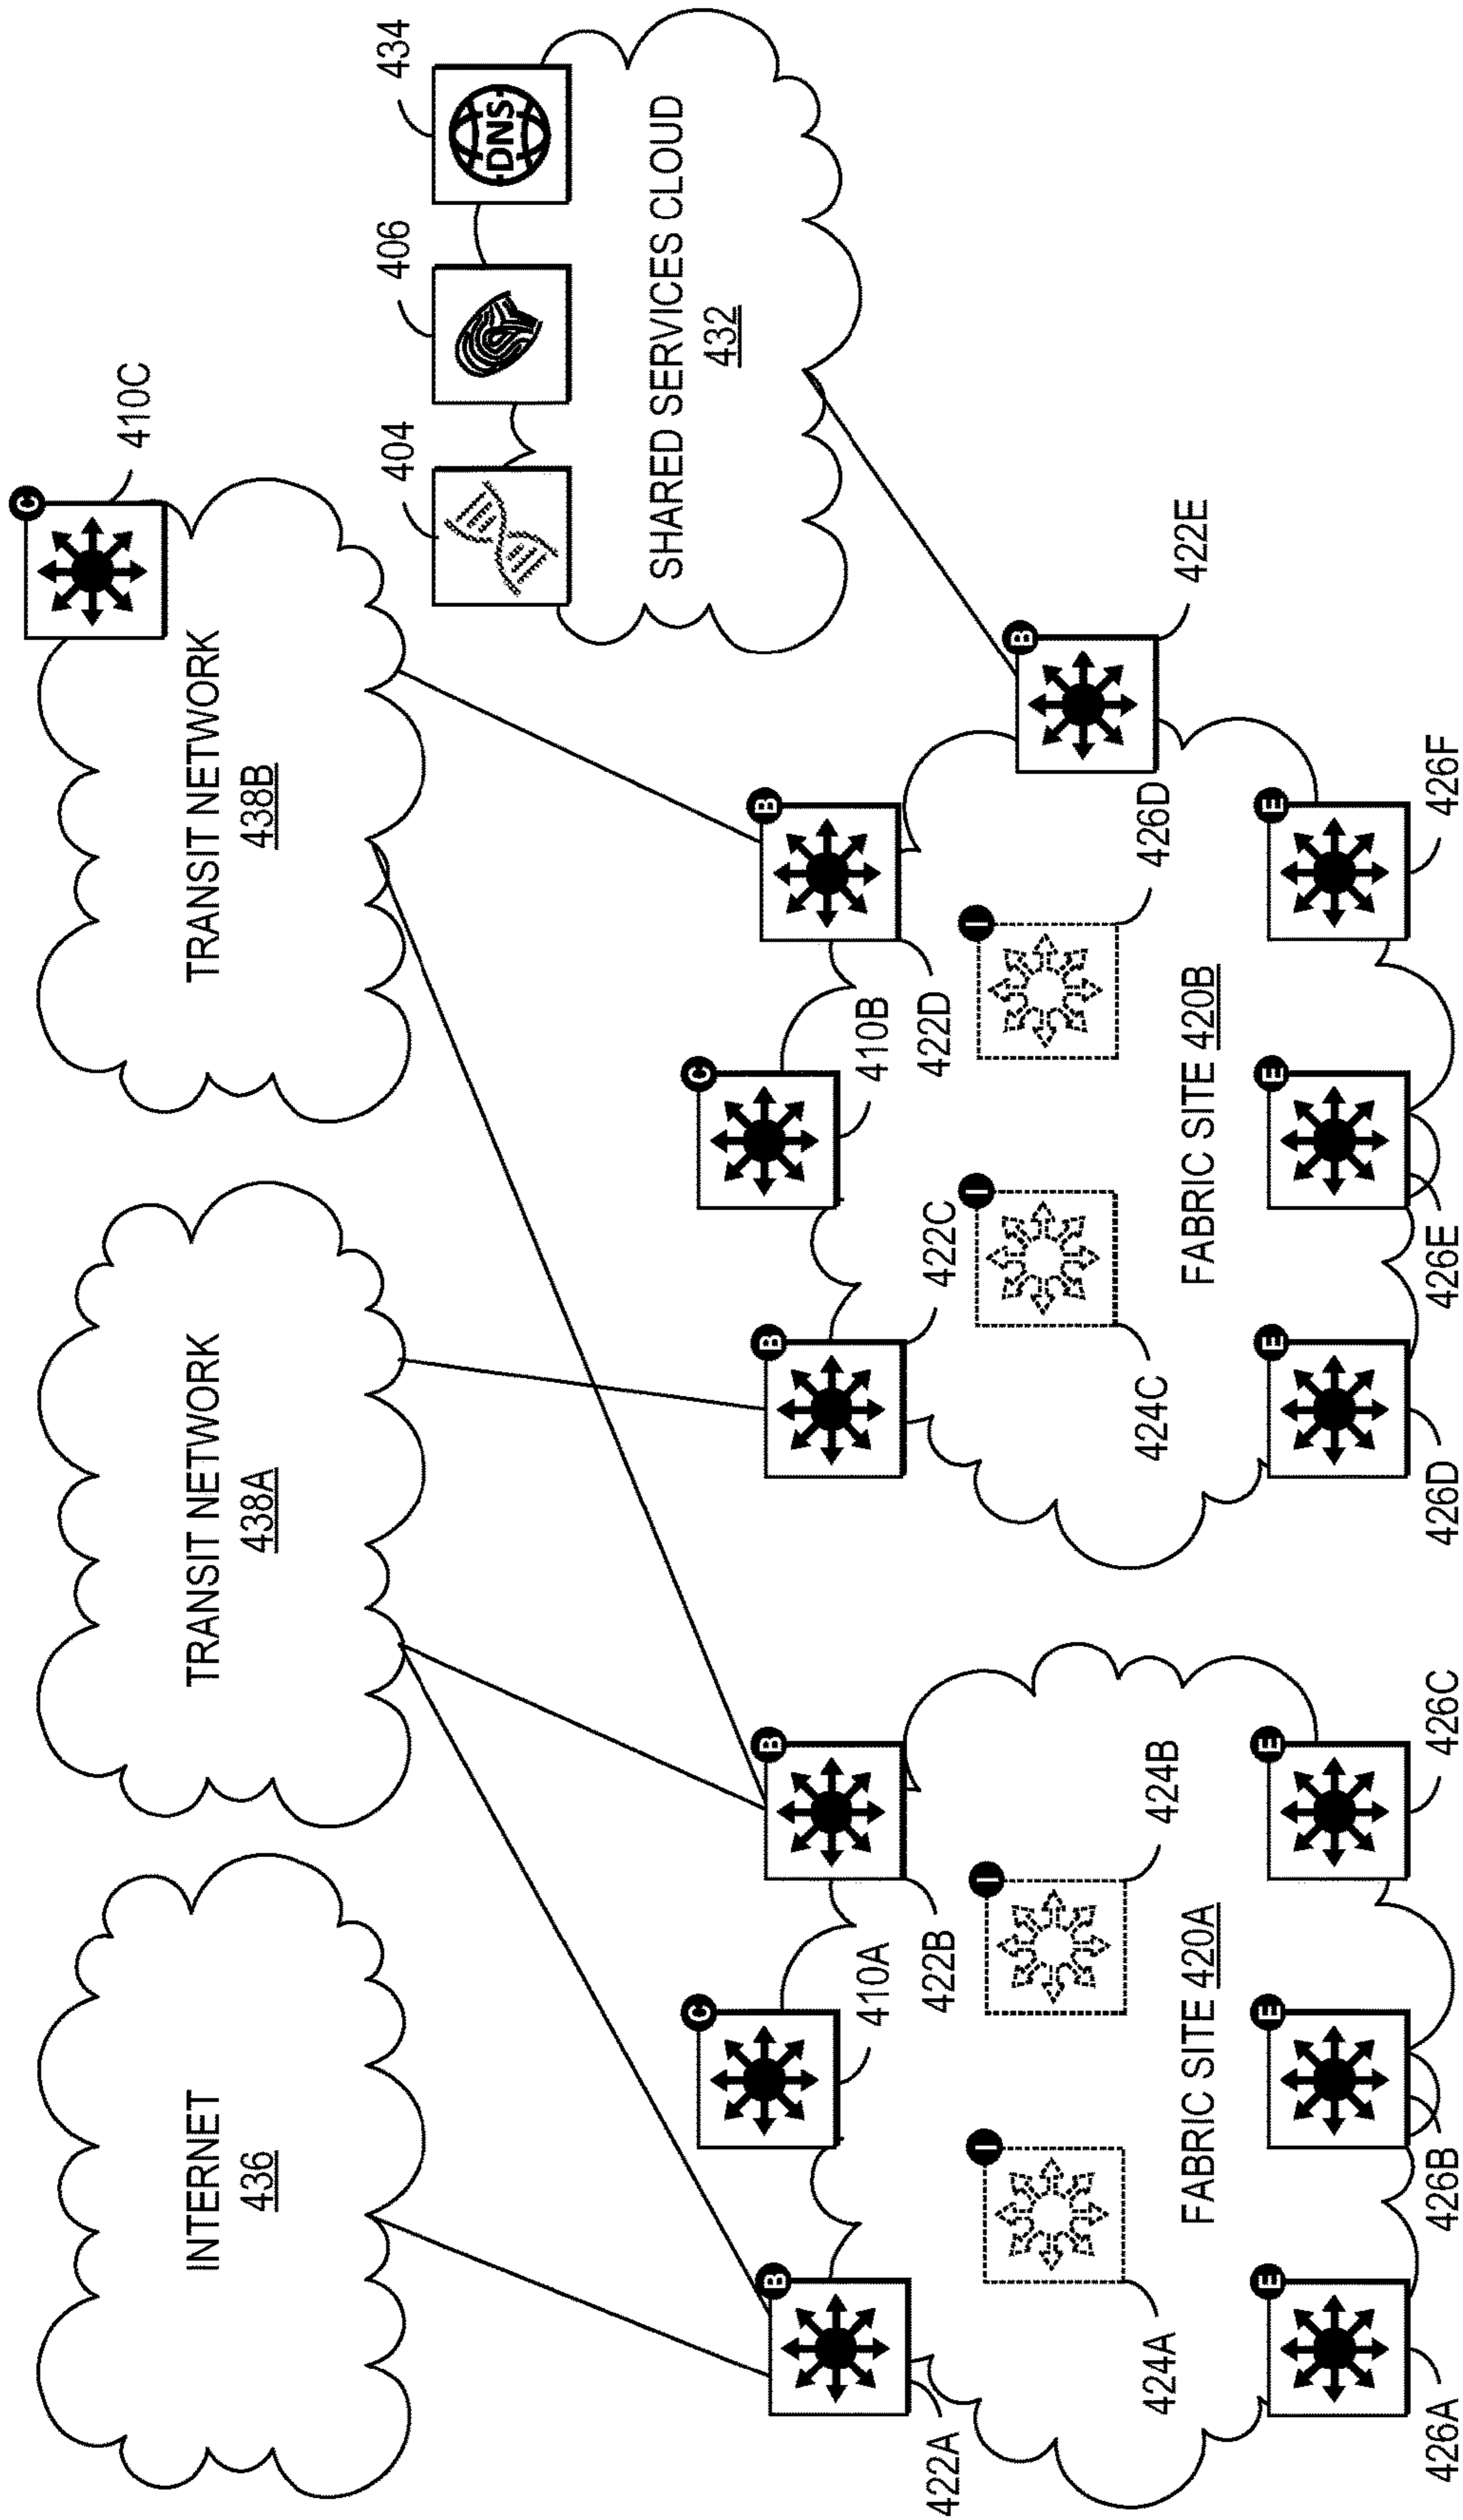 INTERNET
436
TRANSIT NETWORK
438A
TRANSIT NETWORK
438B
C
410C
404
406
434
DNS
SHARED SERVICES CLOUD
432
B
422A
C
410A
B
422B
I
424A
I
424B
FABRIC SITE 420A
E
426A
E
426B
E
426C
B
422C
C
410B
B
422D
B
422E
I
424C
I
426D
FABRIC SITE 420B
E
426D
E
426E
E
426F